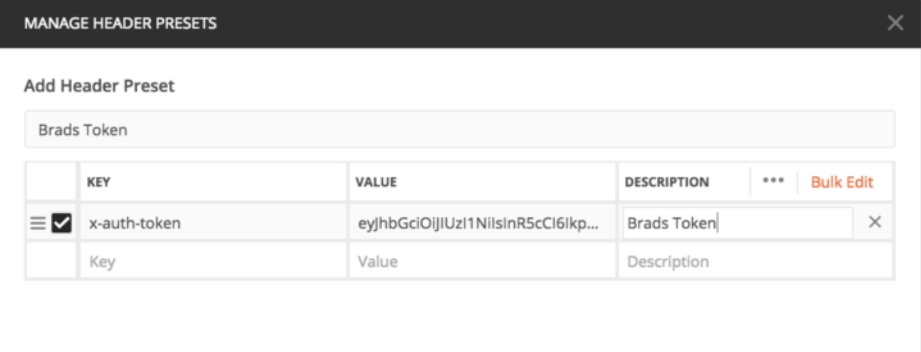 MANAGE HEADER PRESETS
Add Header Preset
Brads Token
KEY VALUE DESCRIPTION ••• Bulk Edit
x-auth-token eyJhbGciOiJIUzI1NiIsInR5cCI6Ikp... Brads Token
Key Value Description